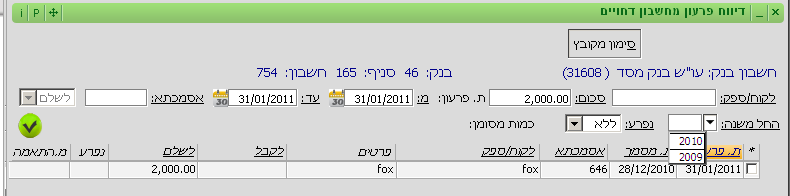 דיווח פרעון מחשבון דחויים
i P
סימון מקובץ
חשבון בנק: עו"ש בנק מסד (31608) בנק: 46 סניף: 165 חשבון: 754
לקוח/ספק: סכום: 2,000.00 ת. פרעון: מ: 31/01/2011 עד: 31/01/2011 אסמכתא: לשלם
החל משנה: נפרע: ללא כמות מסומן:
2010
2009
* ת. פרע ת. מסמך אסמכתא לקוח/ספק פרטים לקבל לשלם נפרע מ.התאמה
31/01/2011 28/12/2010 646 fox fox 2,000.00